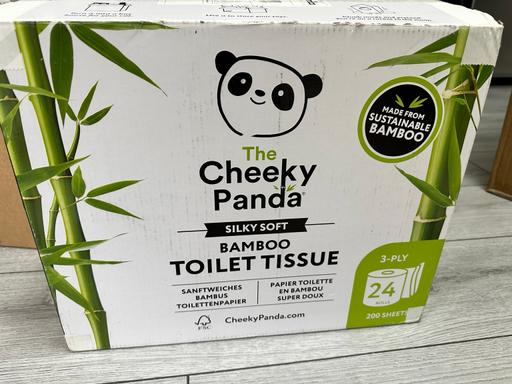 MADE FROM
SUSTAINABLE
BAMBOO
The
Cheeky
Panda
SILKY SOFT
BAMBOO
TOILET TISSUE
SANFTWEICHES
BAMBUS
TOILETTENPAPIER
PAPIER TOILETTE
EN BAMBOU
SUPER DOUX
FSC
CheekyPanda.com
3-PLY
24
ROLLS
200 SHEETS